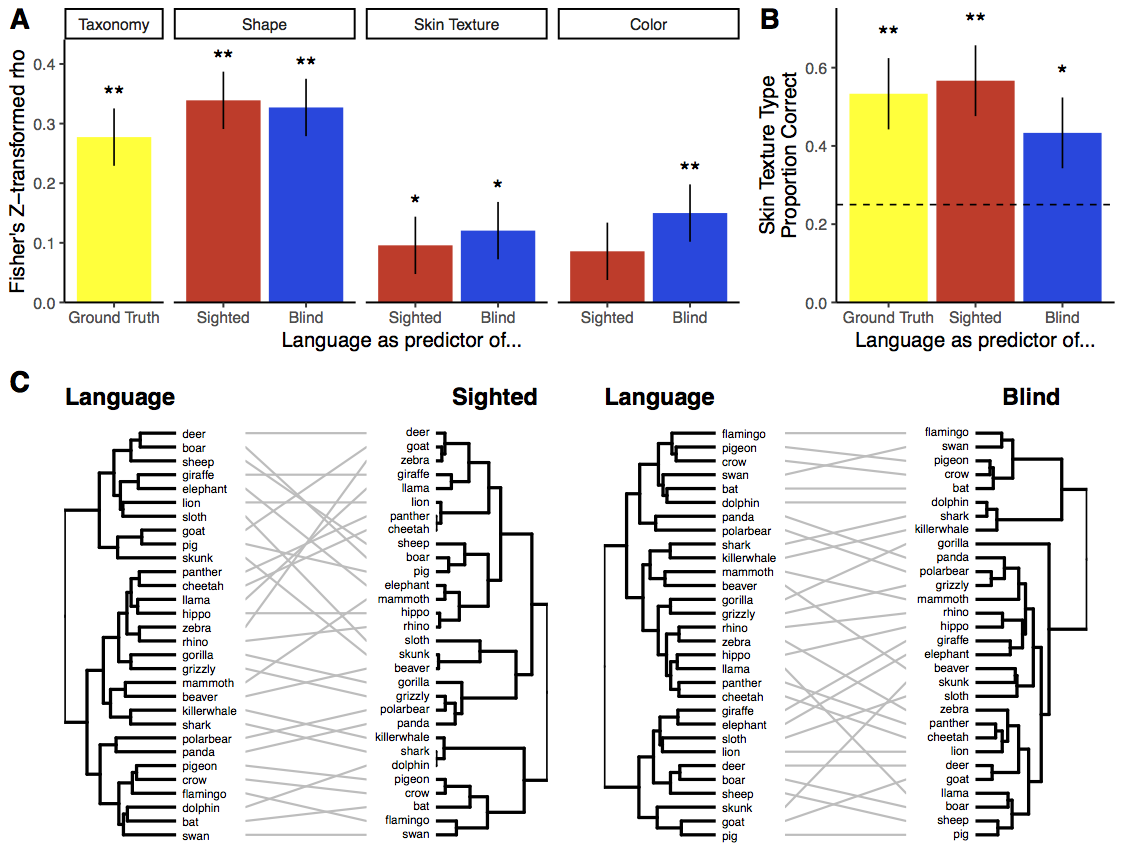 A
Taxonomy
Shape
Skin Texture
Color
Fisher's Z−transformed rho
0.4
0.3
0.2
0.1
0.0
**
**
**
*
*
**
Ground Truth
Sighted
Blind
Sighted
Blind
Sighted
Blind
Language as predictor of...
B
Skin Texture Type
Proportion Correct
0.6
0.4
0.2
0.0
**
**
*
Ground Truth
Sighted
Blind
Language as predictor of...
C
Language
deer
boar
sheep
giraffe
elephant
lion
sloth
goat
pig
skunk
panther
cheetah
llama
hippo
zebra
rhino
gorilla
grizzly
mammoth
beaver
killerwhale
shark
polarbear
panda
pigeon
crow
flamingo
dolphin
bat
swan
Sighted
deer
goat
zebra
giraffe
llama
lion
panther
cheetah
sheep
boar
pig
elephant
mammoth
hippo
rhino
sloth
skunk
beaver
gorilla
grizzly
polarbear
panda
killerwhale
shark
dolphin
pigeon
crow
bat
flamingo
swan
Language
flamingo
pigeon
crow
swan
bat
dolphin
panda
polarbear
shark
killerwhale
mammoth
beaver
gorilla
grizzly
rhino
zebra
hippo
llama
panther
cheetah
giraffe
elephant
sloth
lion
deer
boar
sheep
skunk
goat
pig
Blind
flamingo
swan
pigeon
crow
bat
dolphin
shark
killerwhale
gorilla
panda
polarbear
grizzly
mammoth
rhino
hippo
giraffe
elephant
beaver
skunk
sloth
zebra
panther
cheetah
lion
deer
goat
llama
boar
sheep
pig